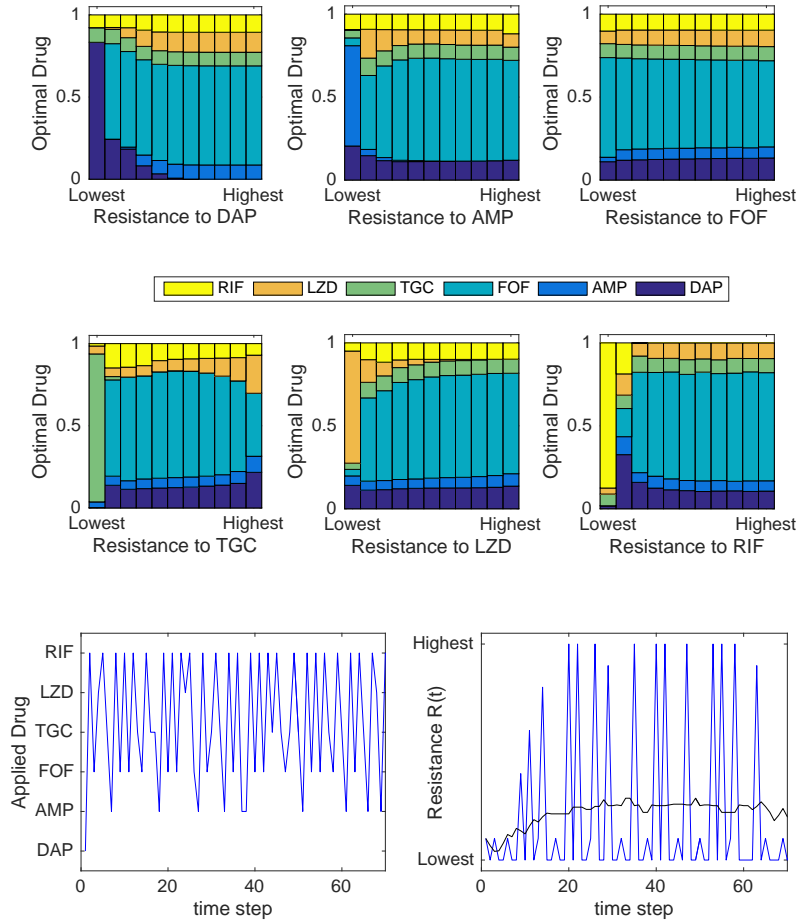 1
0.5
0
Optimal Drug
Lowest
Highest
Resistance to DAP
1
0.5
0
Optimal Drug
Lowest
Highest
Resistance to AMP
1
0.5
0
Optimal Drug
Lowest
Highest
Resistance to FOF
RIF
LZD
TGC
FOF
AMP
DAP
1
0.5
0
Optimal Drug
Lowest
Highest
Resistance to TGC
1
0.5
0
Optimal Drug
Lowest
Highest
Resistance to LZD
1
0.5
0
Optimal Drug
Lowest
Highest
Resistance to RIF
Applied Drug
RIF
LZD
TGC
FOF
AMP
DAP
0
20
40
60
time step
Resistance R(t)
Highest
Lowest
0
20
40
60
time step